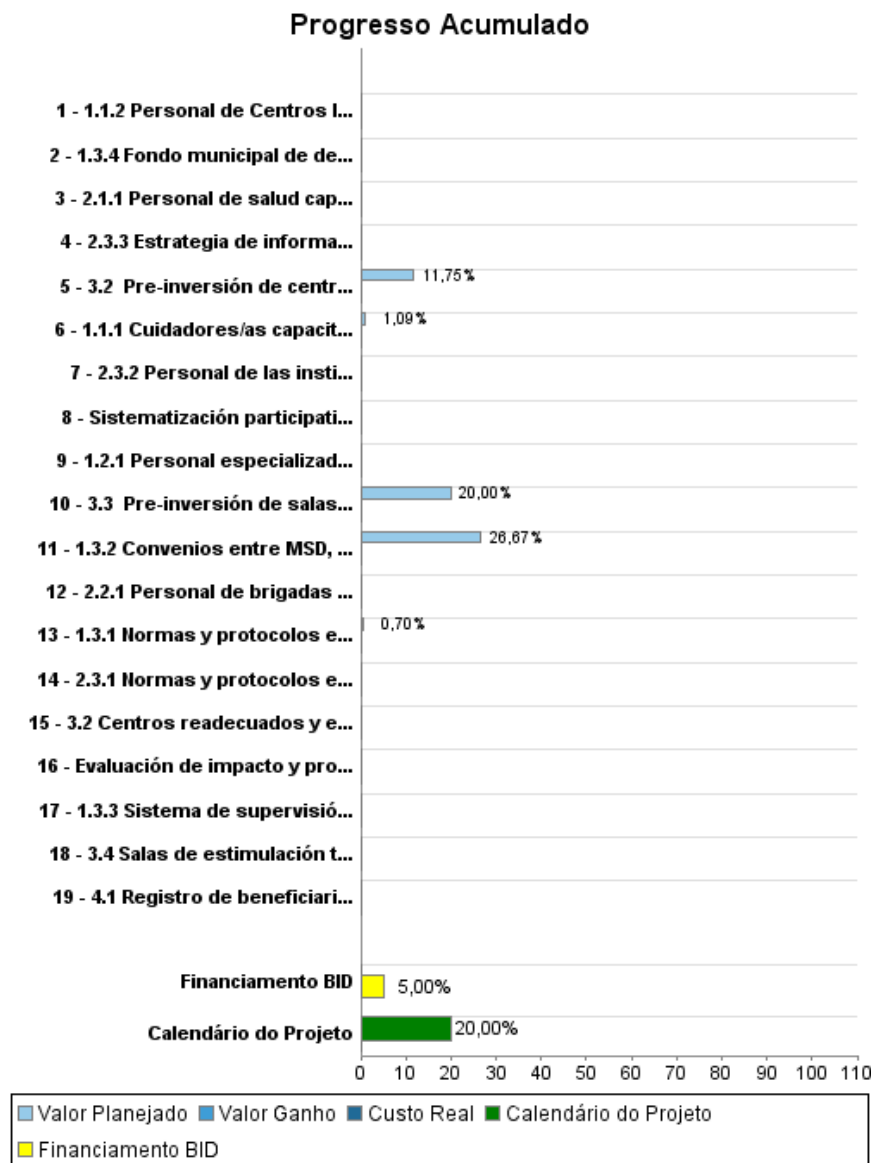 Progresso Acumulado
1 - 1.1.2 Personal de Centros I...
2 - 1.3.4 Fondo municipal de de...
3 - 2.1.1 Personal de salud cap...
4 - 2.3.3 Estrategia de informa...
5 - 3.2 Pre-inversión de centr...
11,75%
6 - 1.1.1 Cuidadores/as capacit...
1,09%
7 - 2.3.2 Personal de las insti...
8 - Sistematización participati...
9 - 1.2.1 Personal especializad...
10 - 3.3 Pre-inversión de salas...
20,00%
11 - 1.3.2 Convenios entre MSD, ...
26,67%
12 - 2.2.1 Personal de brigadas ...
13 - 1.3.1 Normas y protocolos e...
0,70%
14 - 2.3.1 Normas y protocolos e...
15 - 3.2 Centros readecuados y e...
16 - Evaluación de impacto y pro...
17 - 1.3.3 Sistema de supervisió...
18 - 3.4 Salas de estimulación t...
19 - 4.1 Registro de beneficiari...
Financiamento BID
5,00%
Calendário do Projeto
20,00%
0 10 20 30 40 50 60 70 80 90 100 110
Valor Planejado Valor Ganho Custo Real Calendário do Projeto
Financiamento BID